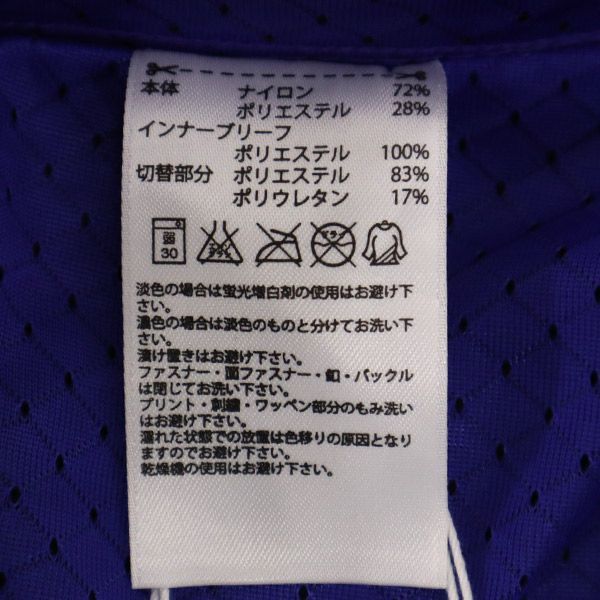 本体 ナイロン 72%
ポリエステル 28%
インナーブリーフ
ポリエステル 100%
切替部分 ポリエステル 83%
ポリウレタン 17%
弱 30 エンソサラシ ドライ
淡色の場合は蛍光増白剤の使用はお避け下
さい。
濃色の場合は淡色のものと分けてお洗い下
さい。
漬け置きはお避け下さい。
ファスナー・面ファスナー・釦・バックル
は閉じてお洗い下さい。
プリント・刺繍・ワッペン部分のもみ洗い
はお避け下さい。
濡れた状態での放置は色移りの原因となり
ますのでお避け下さい。
乾燥機の使用はお避け下さい。